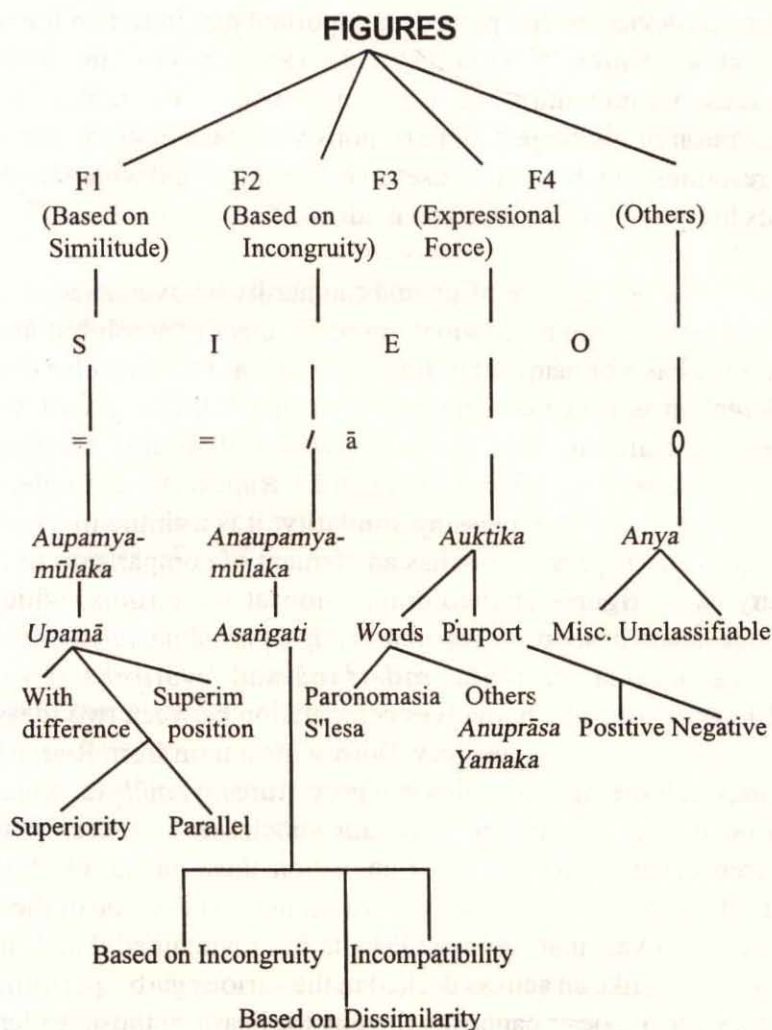 FIGURES
F1 F2 F3 F4
(Based on (Based on (Expressional (Others)
Similitude) Incongruity) Force)
S I E O
= = / ā 0
Aupamya- Anaupamya- Auktika Anya
mūlaka mūlaka
Upamā Asaṅgati Words Purport Misc. Unclassifiable
With Superim Paronomasia Others
difference position S'lesa Anuprāsa Positive Negative
Yamaka
Superiority Parallel
Based on Incongruity Incompatibility
Based on Dissimilarity